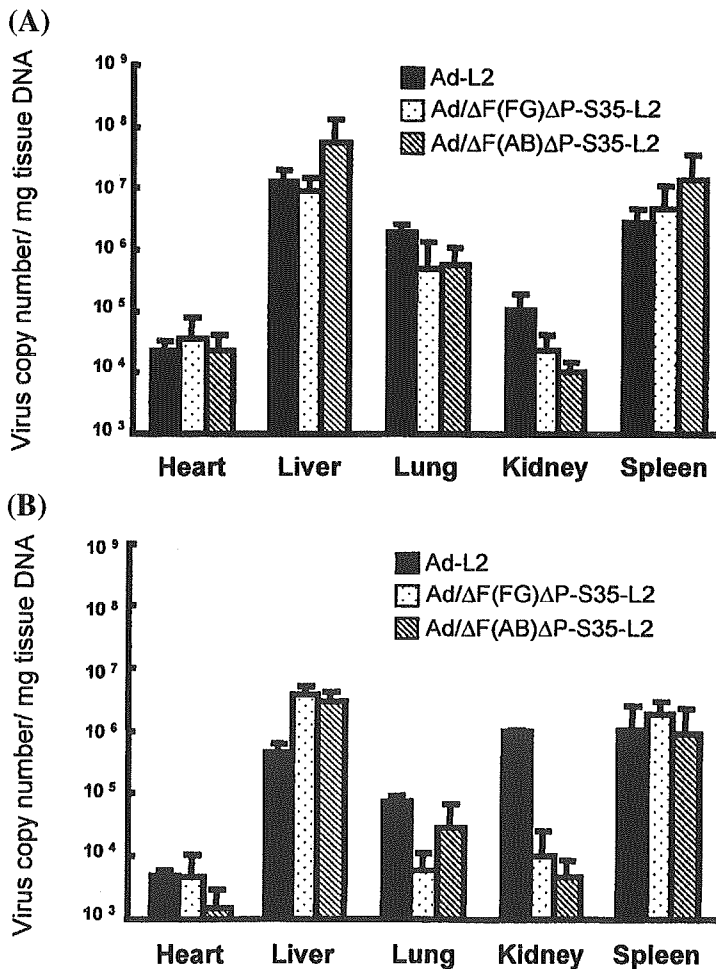 (A)
Virus copy number/ mg tissue DNA
10⁹
10⁸
10⁷
10⁶
10⁵
10⁴
10³
Ad-L2
Ad/ΔF(FG)ΔP-S35-L2
Ad/ΔF(AB)ΔP-S35-L2
Heart Liver Lung Kidney Spleen
(B)
Virus copy number/ mg tissue DNA
10⁹
10⁸
10⁷
10⁶
10⁵
10⁴
10³
Ad-L2
Ad/ΔF(FG)ΔP-S35-L2
Ad/ΔF(AB)ΔP-S35-L2
Heart Liver Lung Kidney Spleen